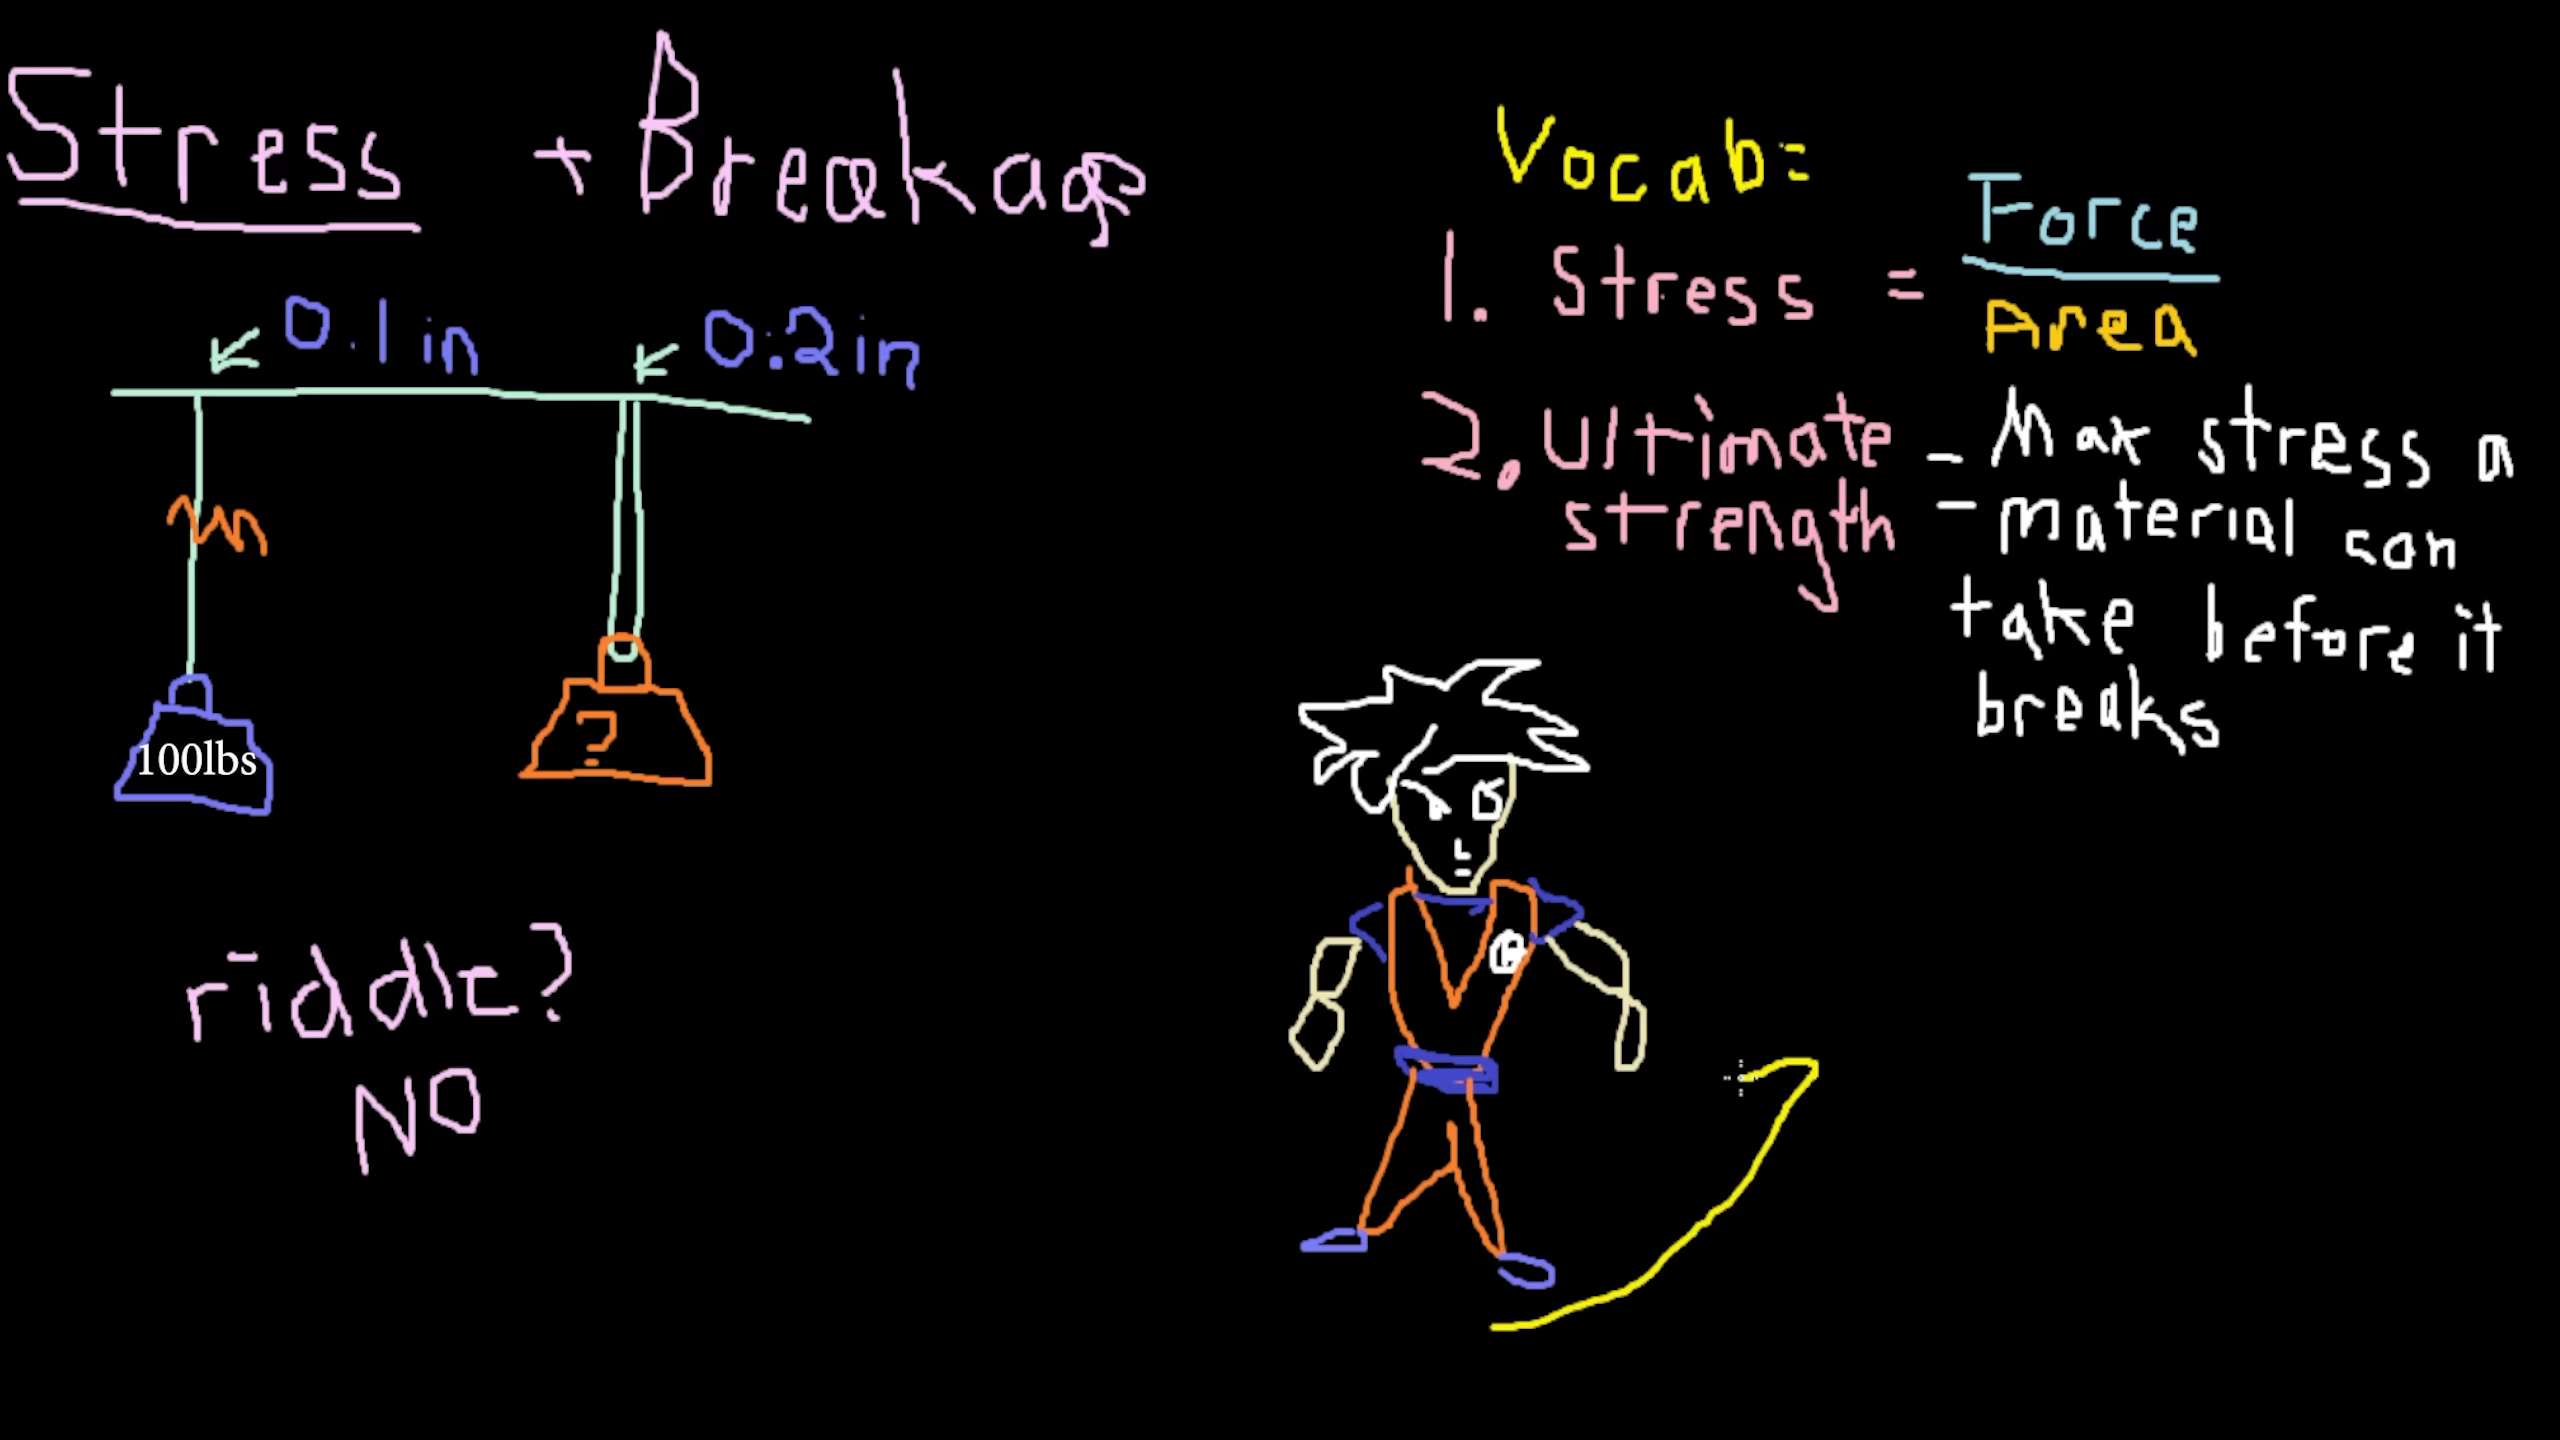 Stress + Breakage
0.1in 0.2in
100lbs ?
riddle?
NO
Vocab:
1. Stress = Force
Area
2. Ultimate - Max stress a
strength - material can
take before it
breaks